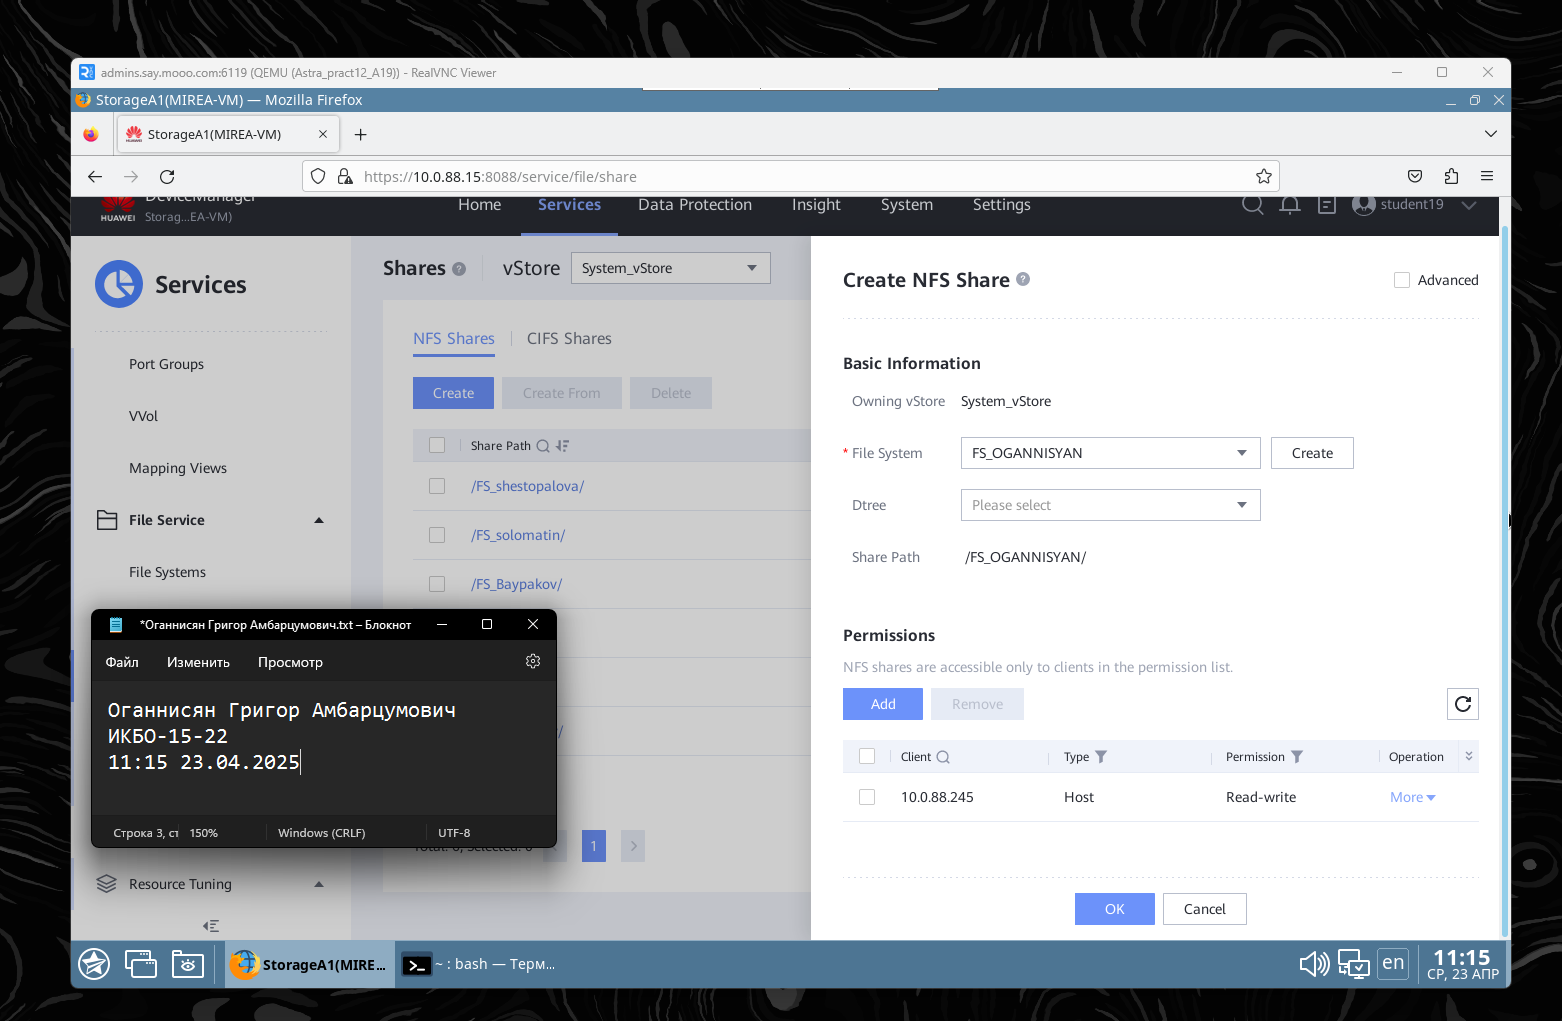 admins.say.mooo.com:6119 (QEMU (Astra_pract12_A19)) - RealVNC Viewer
StorageA1(MIREA-VM) — Mozilla Firefox
StorageA1(MIREA-VM)
https://10.0.88.15:8088/service/file/share
HUAWEI
DeviceManager
Storag...EA-VM)
Home
Services
Data Protection
Insight
System
Settings
student19
Services
Port Groups
VVol
Mapping Views
File Service
File Systems
Resource Tuning
Shares
vStore
System_vStore
NFS Shares
CIFS Shares
Create
Create From
Delete
Share Path
/FS_shestopalova/
/FS_solomatin/
/FS_Baypakov/
/
Total: 6, Selected: 0
1
Create NFS Share
Advanced
Basic Information
Owning vStore System_vStore
* File System FS_OGANNISYAN Create
Dtree Please select
Share Path /FS_OGANNISYAN/
Permissions
NFS shares are accessible only to clients in the permission list.
Add Remove
Client Type Permission Operation
10.0.88.245 Host Read-write More
OK Cancel
*Оганнисян Григор Амбарцумович.txt – Блокнот
Файл Изменить Просмотр
Оганнисян Григор Амбарцумович
ИКБО-15-22
11:15 23.04.2025
Строка 3, ст 150% Windows (CRLF) UTF-8
StorageA1(MIRE...
~ : bash — Терм...
en
11:15
СР, 23 АПР